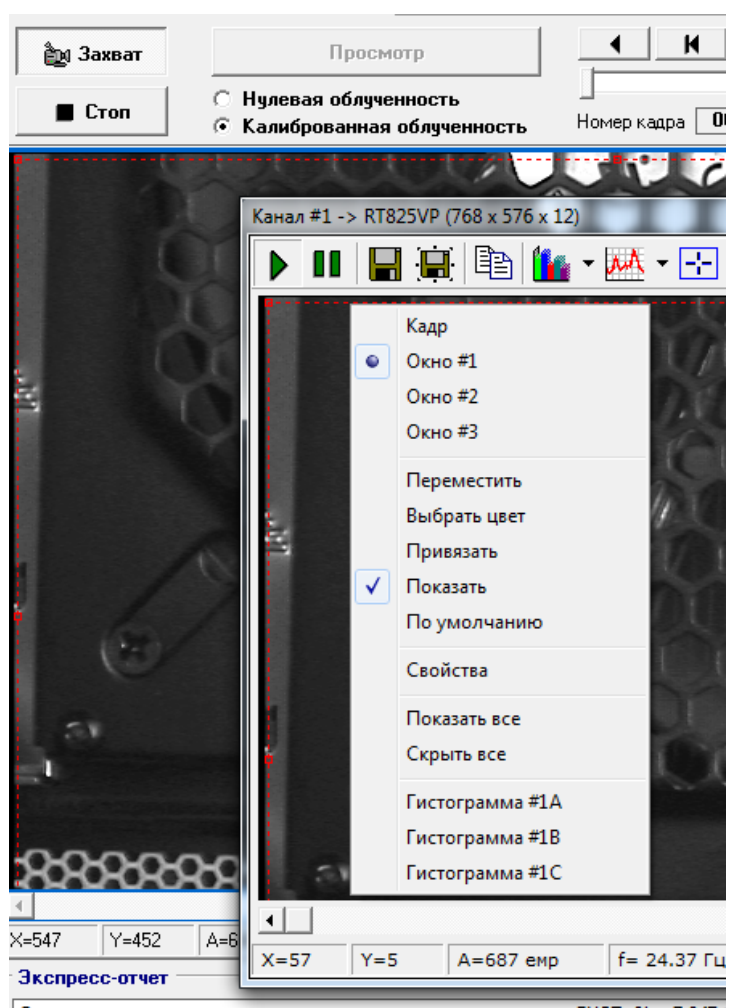 Захват
Просмотр
Стоп
Нулевая облученность
Калиброванная облученность
Номер кадра
Канал #1 -> RT825VP (768 x 576 x 12)
Кадр
Окно #1
Окно #2
Окно #3
Переместить
Выбрать цвет
Привязать
Показать
По умолчанию
Свойства
Показать все
Скрыть все
Гистограмма #1A
Гистограмма #1B
Гистограмма #1C
X=547
Y=452
A=6
X=57
Y=5
A=687 емр
f= 24.37 Гц
Экспресс-отчет